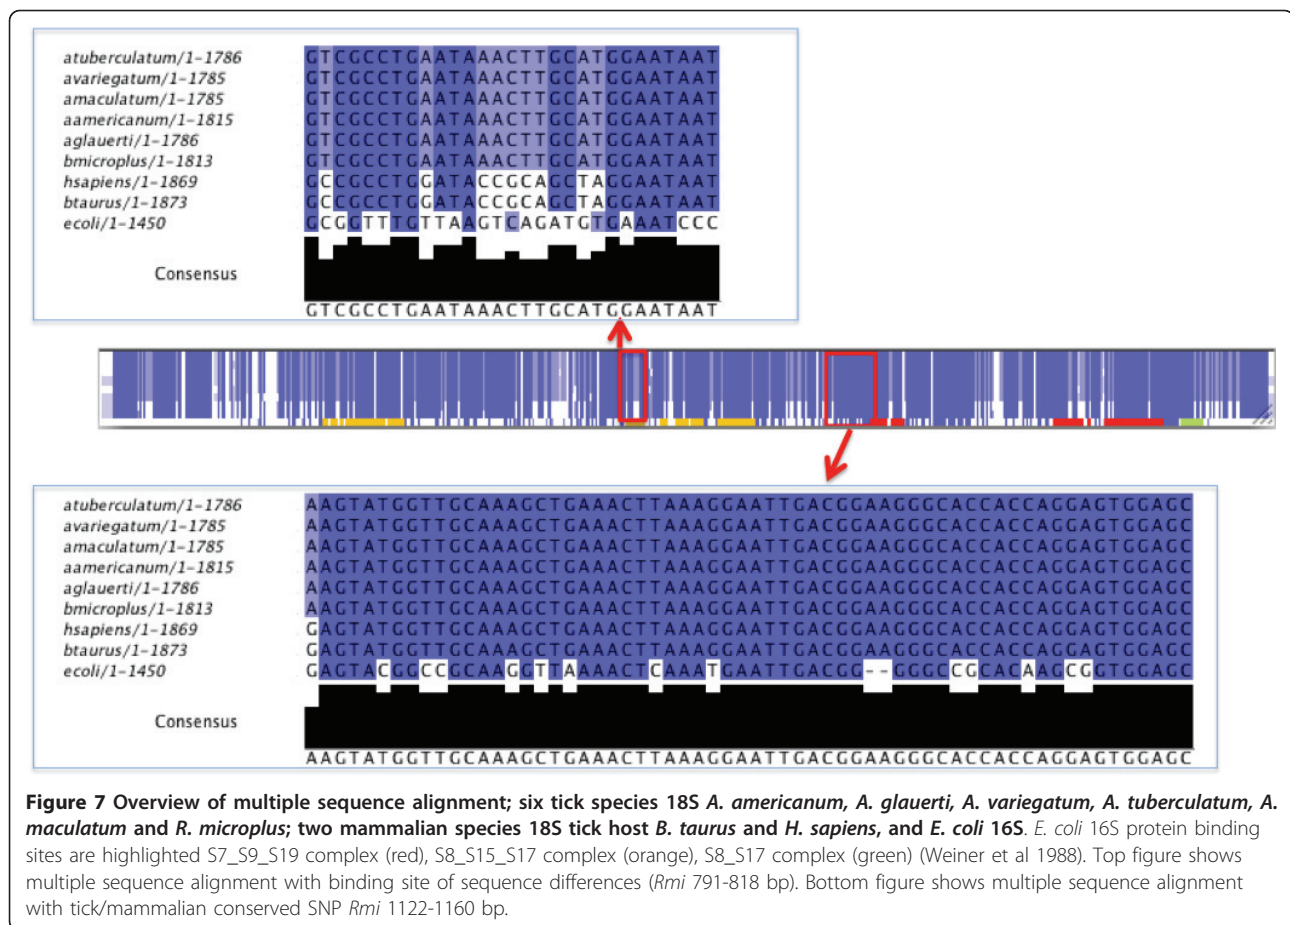 atuberculatum/1-1786 GTCGCCTGAATAAACTTGCATGGAATAAT
avariegatum/1-1785 GTCGCCTGAATAAACTTGCATGGAATAAT
amaculatum/1-1785 GTCGCCTGAATAAACTTGCATGGAATAAT
aamericanum/1-1815 GTCGCCTGAATAAACTTGCATGGAATAAT
aglauerti/1-1786 GTCGCCTGAATAAACTTGCATGGAATAAT
bmicroplus/1-1813 GTCGCCTGAATAAACTTGCATGGAATAAT
hsapiens/1-1869 GCCGCCTGGATACCGCAGCTAGGAATAAT
btaurus/1-1873 GCCGCCTGGATACCGCAGCTAGGAATAAT
ecoli/1-1450 GCGGTTTGTTAAGTCAGATGTGAAATCCC
Consensus
GTCGCCTGAATAAACTTGCATGGAATAAT
atuberculatum/1-1786 AAGTATGGTTGCAAAGCTGAAACTTAAAGGAATTGACGGAAGGGCACCACCAGGAGTGGAGC
avariegatum/1-1785 AAGTATGGTTGCAAAGCTGAAACTTAAAGGAATTGACGGAAGGGCACCACCAGGAGTGGAGC
amaculatum/1-1785 AAGTATGGTTGCAAAGCTGAAACTTAAAGGAATTGACGGAAGGGCACCACCAGGAGTGGAGC
aamericanum/1-1815 AAGTATGGTTGCAAAGCTGAAACTTAAAGGAATTGACGGAAGGGCACCACCAGGAGTGGAGC
aglauerti/1-1786 AAGTATGGTTGCAAAGCTGAAACTTAAAGGAATTGACGGAAGGGCACCACCAGGAGTGGAGC
bmicroplus/1-1813 AAGTATGGTTGCAAAGCTGAAACTTAAAGGAATTGACGGAAGGGCACCACCAGGAGTGGAGC
hsapiens/1-1869 GAGTATGGTTGCAAAGCTGAAACTTAAAGGAATTGACGGAAGGGCACCACCAGGAGTGGAGC
btaurus/1-1873 GAGTATGGTTGCAAAGCTGAAACTTAAAGGAATTGACGGAAGGGCACCACCAGGAGTGGAGC
ecoli/1-1450 GAGTACGGCCGCAAGGTTAAAACTCAAATGAATTGACGG--GGGCCGCACAAGCGGTGGAGC
Consensus
AAGTATGGTTGCAAAGCTGAAACTTAAAGGAATTGACGGAAGGGCACCACCAGGAGTGGAGC
Figure 7 Overview of multiple sequence alignment; six tick species 18S A. americanum, A. glauerti, A. variegatum, A. tuberculatum, A.
maculatum and R. microplus; two mammalian species 18S tick host B. taurus and H. sapiens, and E. coli 16S. E. coli 16S protein binding
sites are highlighted S7_S9_S19 complex (red), S8_S15_S17 complex (orange), S8_S17 complex (green) (Weiner et al 1988). Top figure shows
multiple sequence alignment with binding site of sequence differences (Rmi 791-818 bp). Bottom figure shows multiple sequence alignment
with tick/mammalian conserved SNP Rmi 1122-1160 bp.